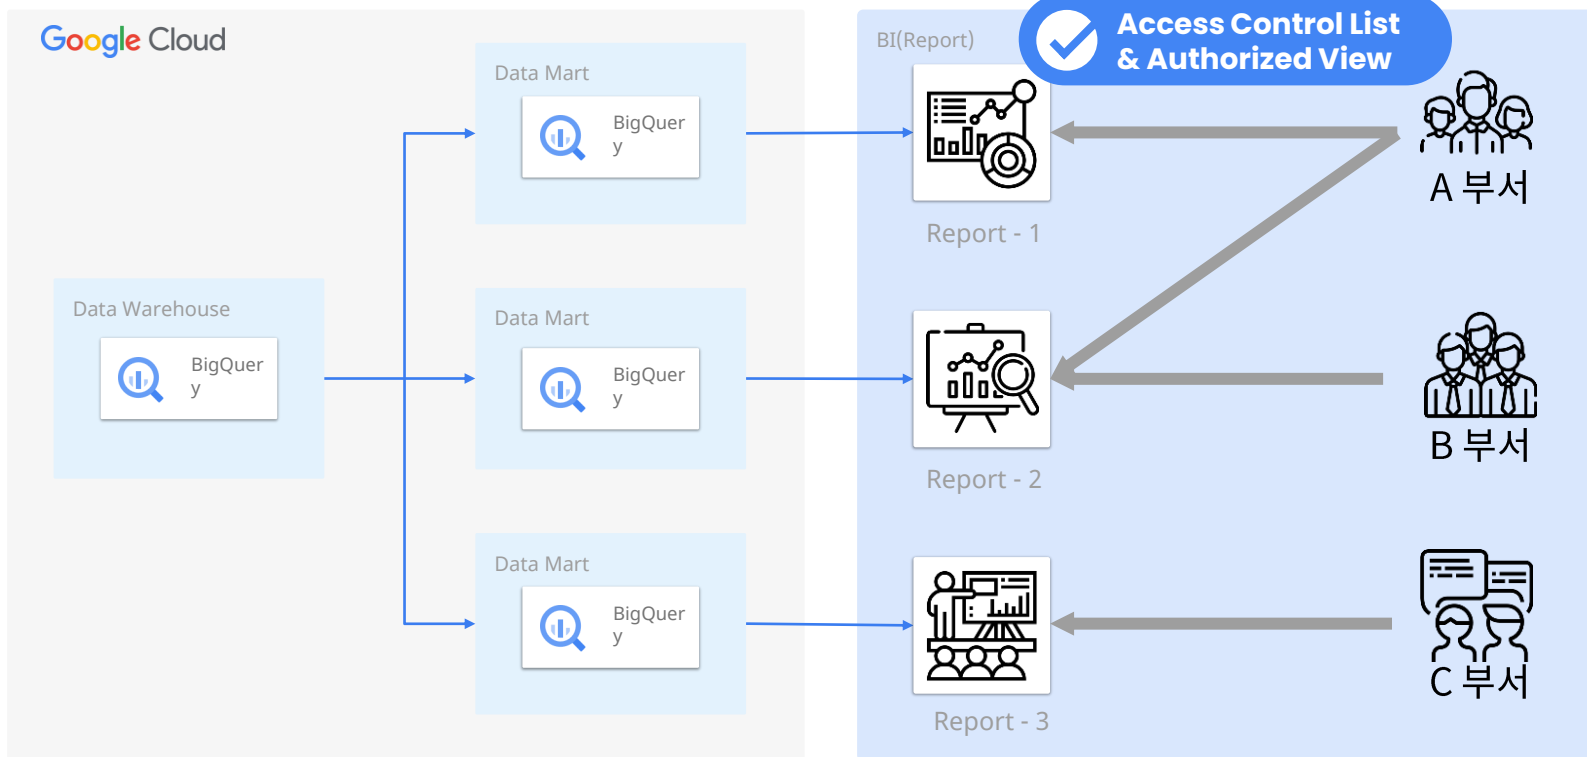 Google Cloud
Data Warehouse
BigQuer
y
Data Mart
BigQuer
y
Data Mart
BigQuer
y
Data Mart
BigQuer
y
BI(Report)
Access Control List
& Authorized View
Report - 1
Report - 2
Report - 3
A 부서
B 부서
C 부서